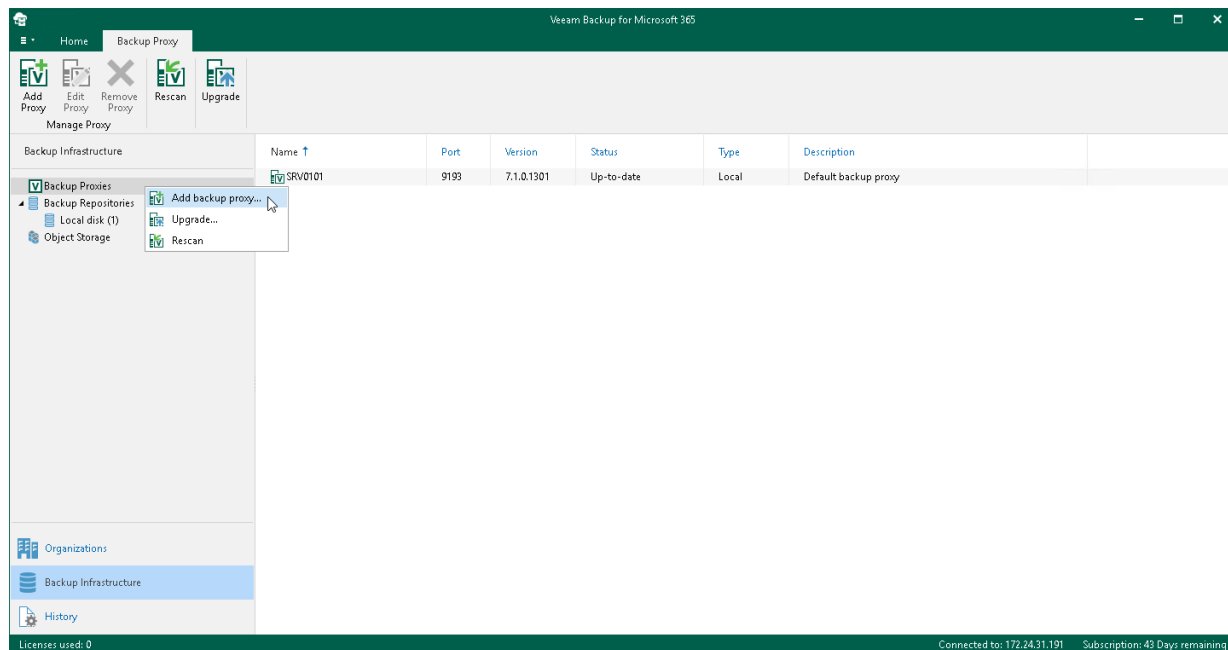 Veeam Backup for Microsoft 365
Home Backup Proxy
Add Proxy
Edit Proxy
Remove Proxy
Rescan
Upgrade
Manage Proxy
Backup Infrastructure
Backup Proxies
Backup Repositories
Local disk (1)
Object Storage
Add backup proxy...
Upgrade...
Rescan
Name Port Version Status Type Description
SRV0101 9193 7.1.0.1301 Up-to-date Local Default backup proxy
Organizations
Backup Infrastructure
History
Licenses used: 0 Connected to: 172.24.31.191 Subscription: 43 Days remaining